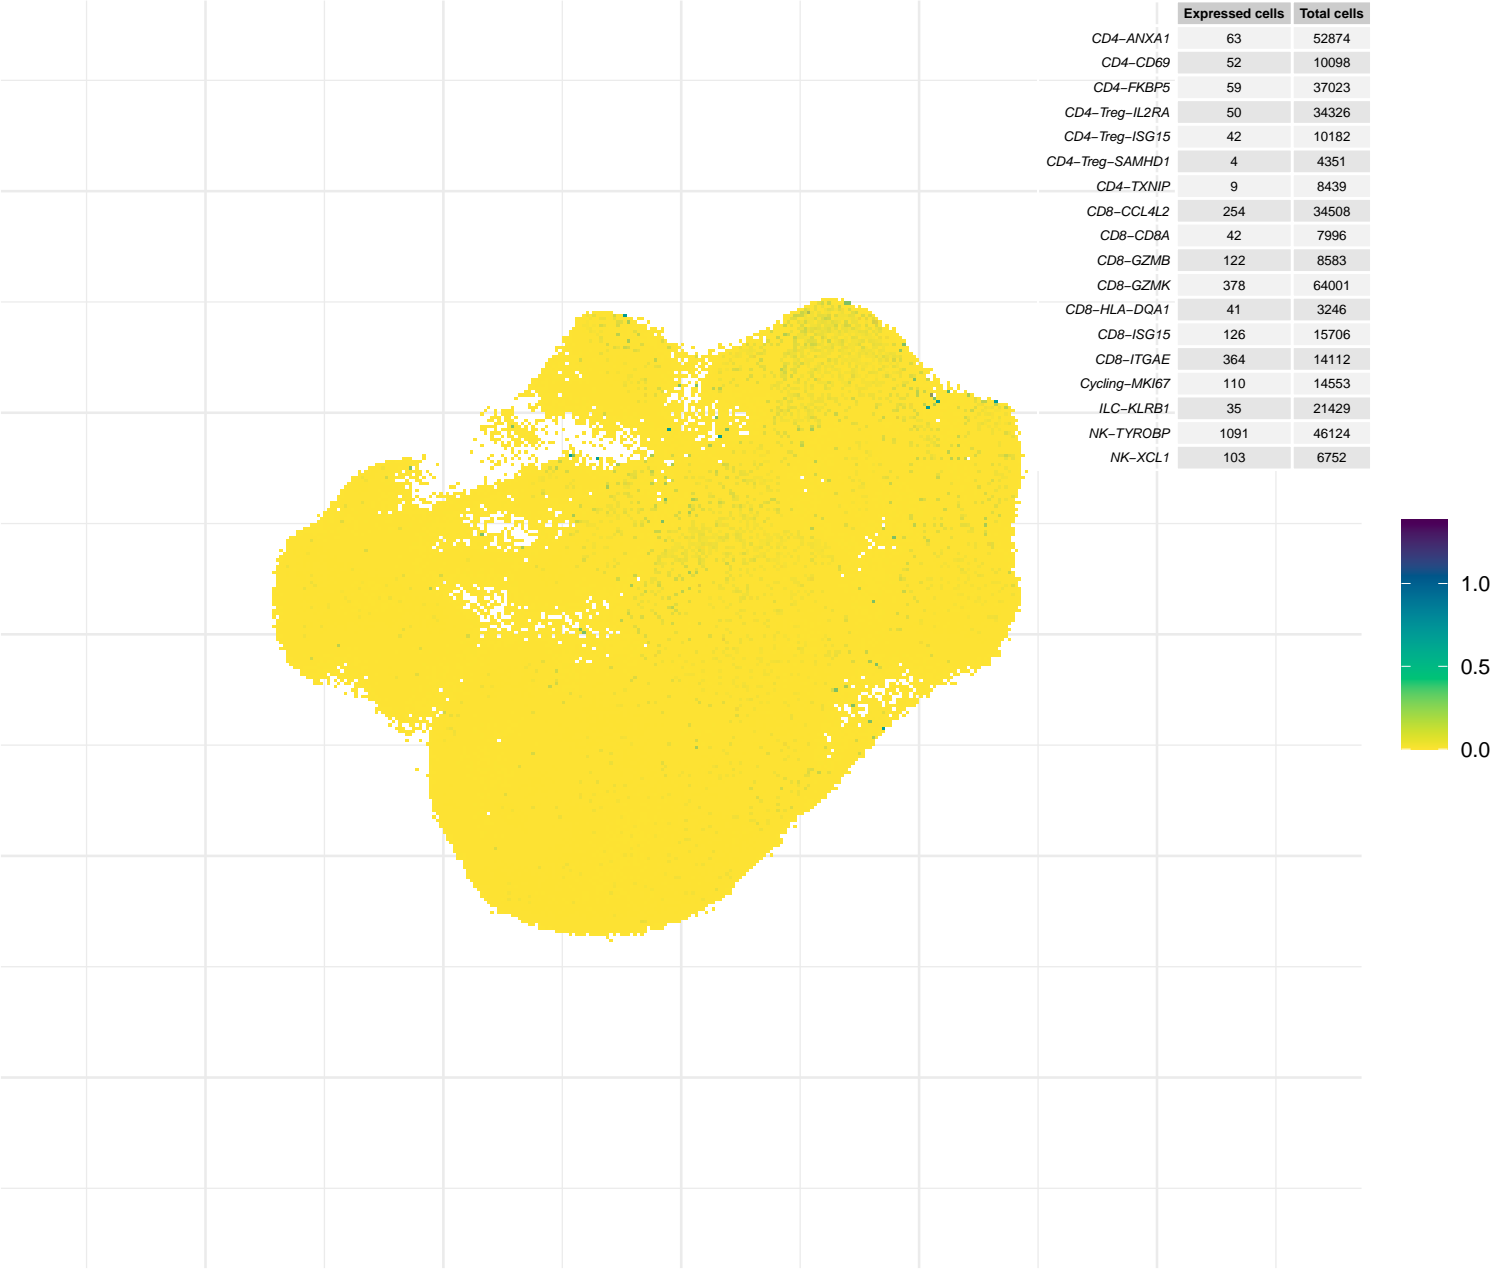 Expressed cells Total cells
CD4−ANXA1 63 52874
CD4−CD69 52 10098
CD4−FKBP5 59 37023
CD4−Treg−IL2RA 50 34326
CD4−Treg−ISG15 42 10182
CD4−Treg−SAMHD1 4 4351
CD4−TXNIP 9 8439
CD8−CCL4L2 254 34508
CD8−CD8A 42 7996
CD8−GZMB 122 8583
CD8−GZMK 378 64001
CD8−HLA−DQA1 41 3246
CD8−ISG15 126 15706
CD8−ITGAE 364 14112
Cycling−MKI67 110 14553
ILC−KLRB1 35 21429
NK−TYROBP 1091 46124
NK−XCL1 103 6752
1.0
0.5
0.0